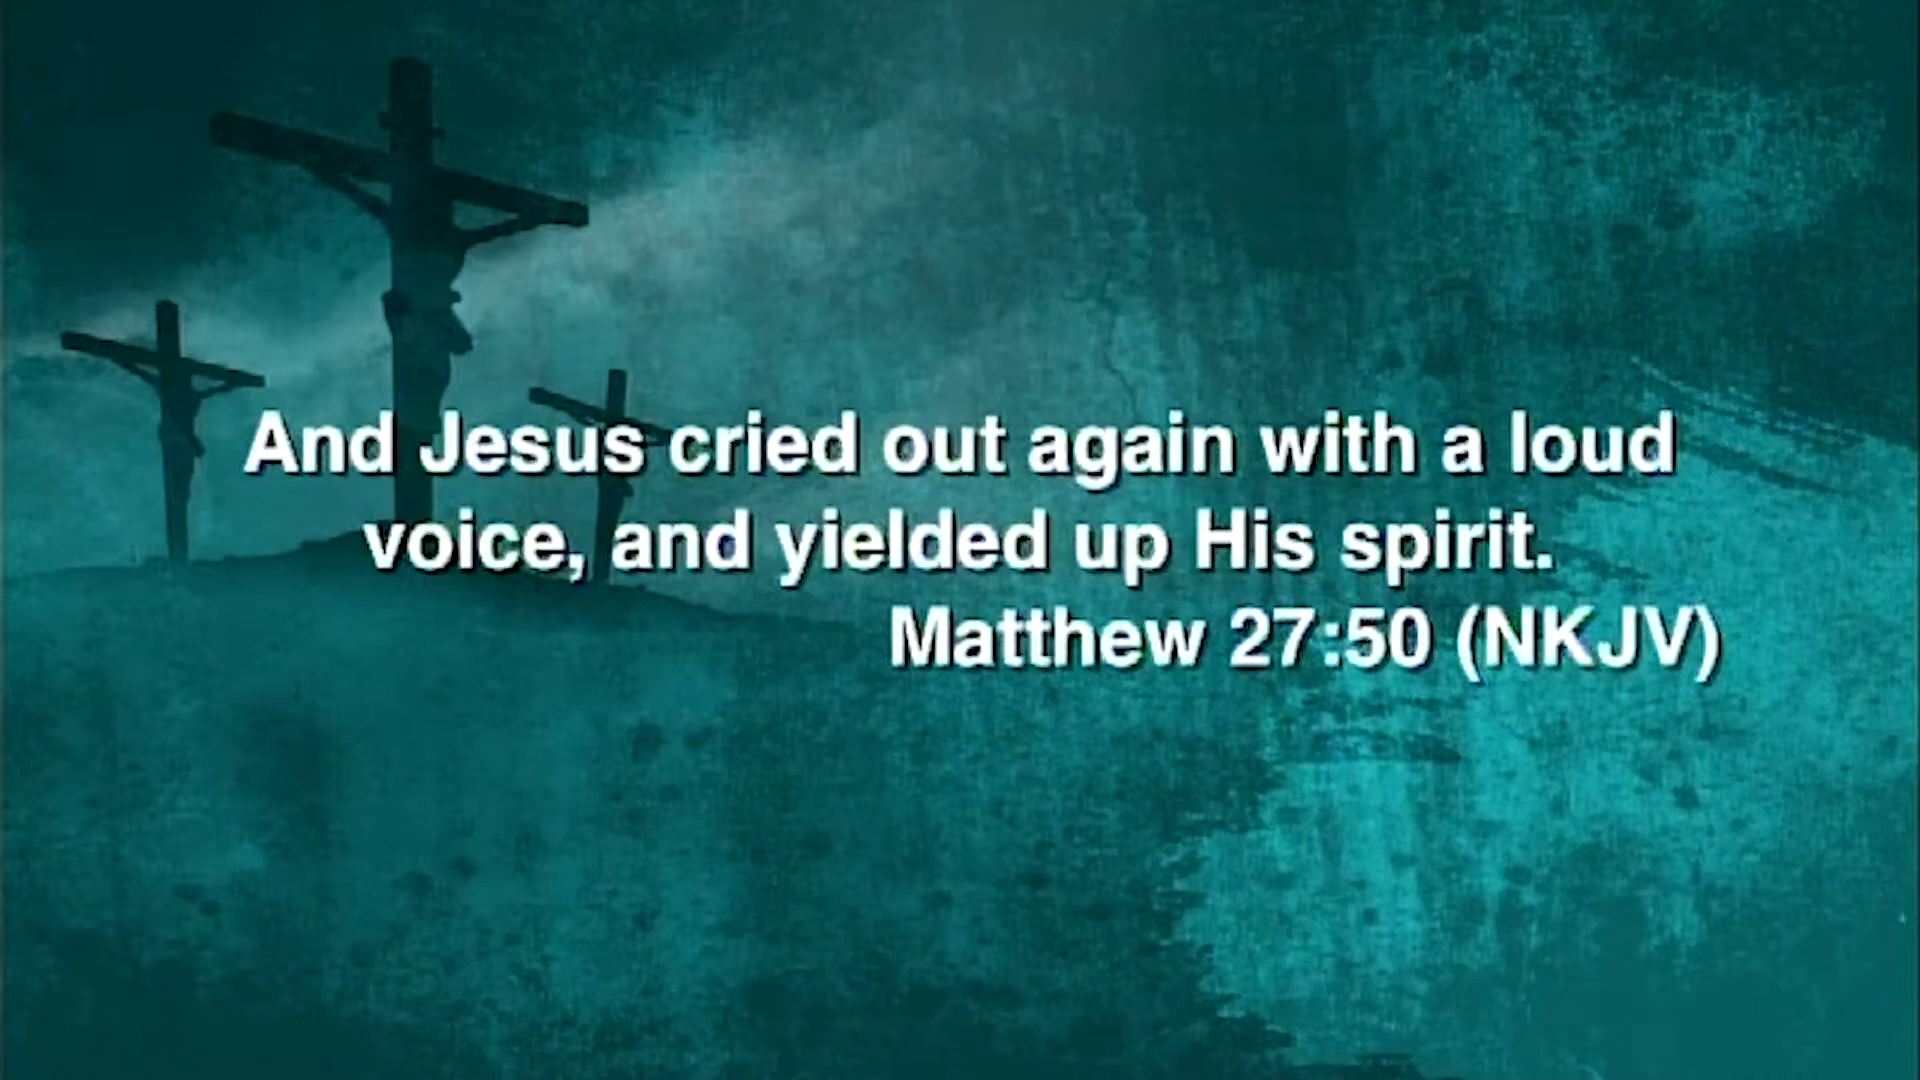 And Jesus cried out again with a loud
voice, and yielded up His spirit.
Matthew 27:50 (NKJV)